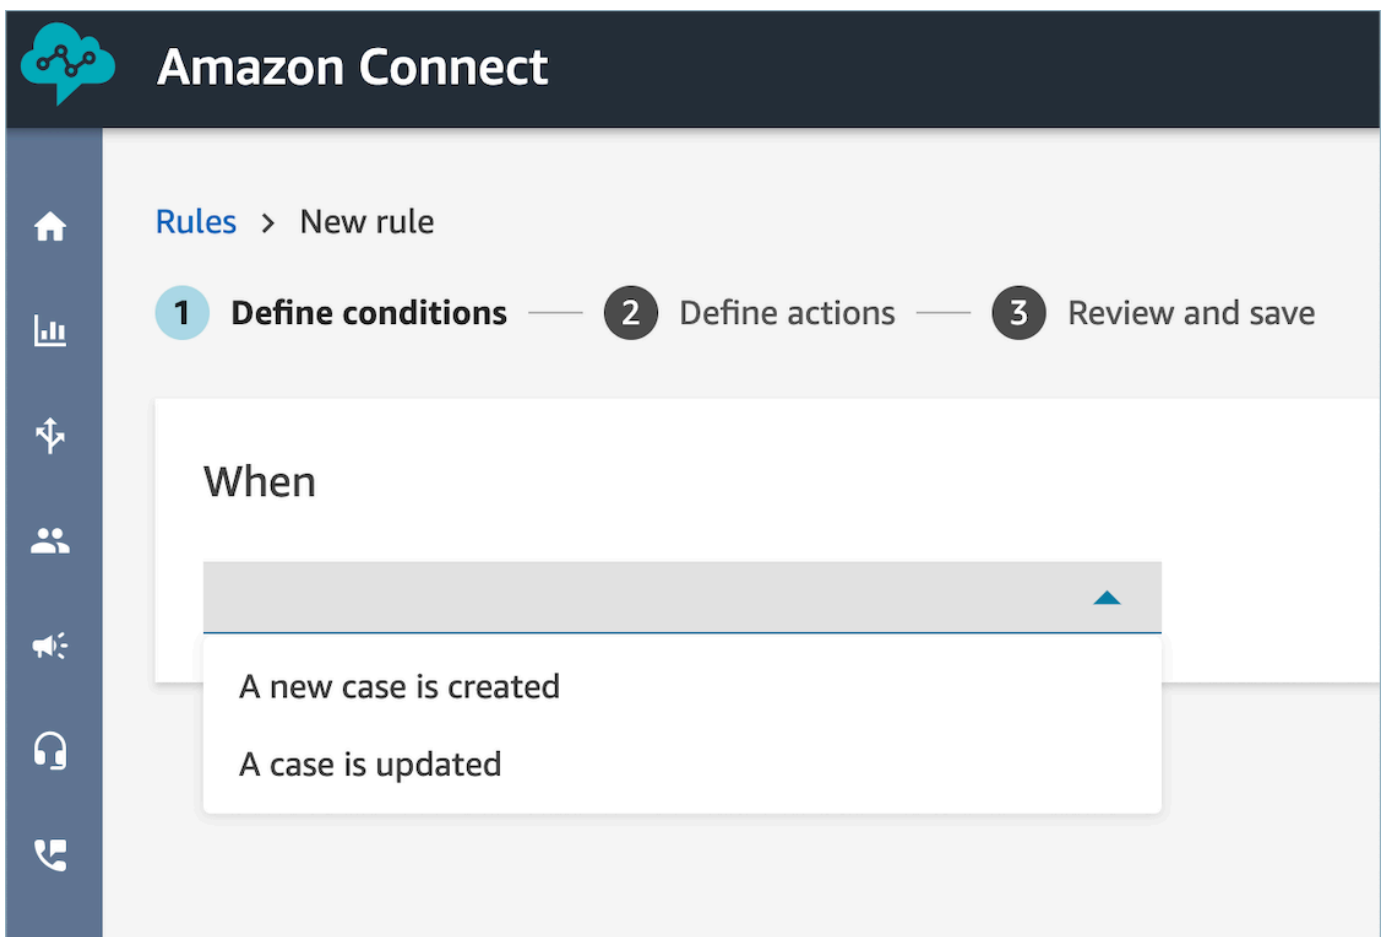 Amazon Connect
Rules > New rule
1 Define conditions 2 Define actions 3 Review and save
When
A new case is created
A case is updated